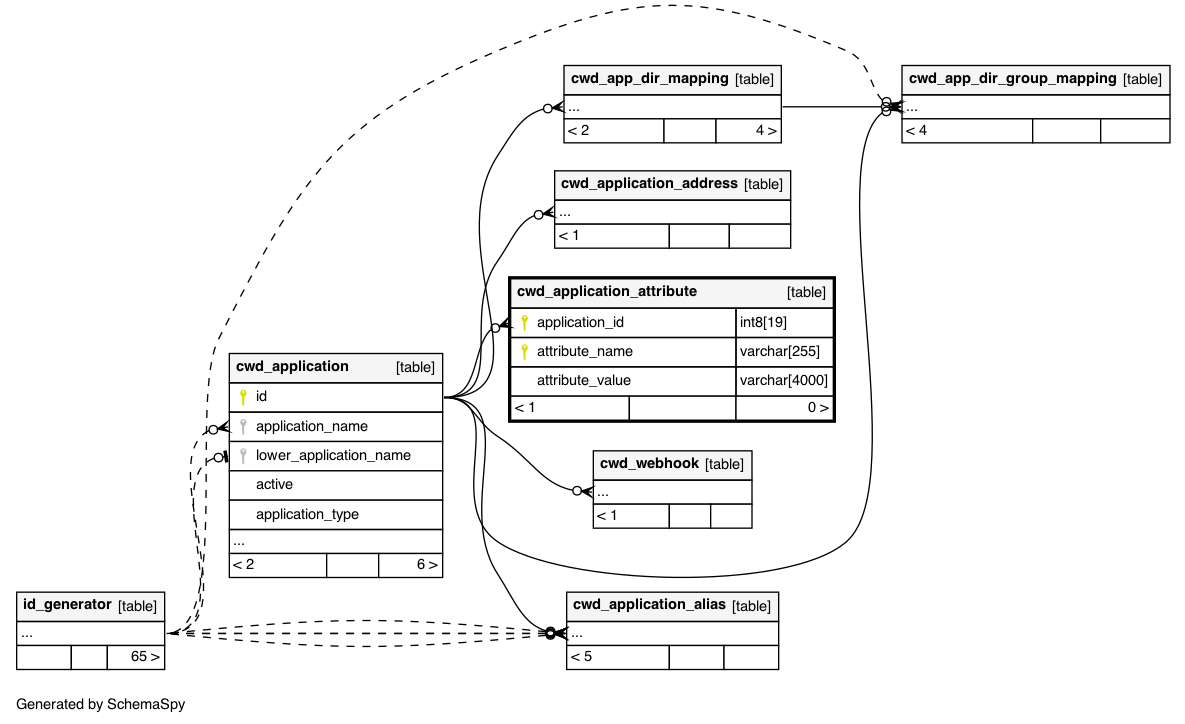 cwd_app_dir_mapping [table]
...
< 2 4 >
cwd_app_dir_group_mapping [table]
...
< 4
cwd_application_address [table]
...
< 1
cwd_application_attribute [table]
application_id int8[19]
attribute_name varchar[255]
attribute_value varchar[4000]
< 1 0 >
cwd_application [table]
id
application_name
lower_application_name
active
application_type
...
< 2 6 >
cwd_webhook [table]
...
< 1
id_generator [table]
...
65 >
cwd_application_alias [table]
...
< 5
Generated by SchemaSpy